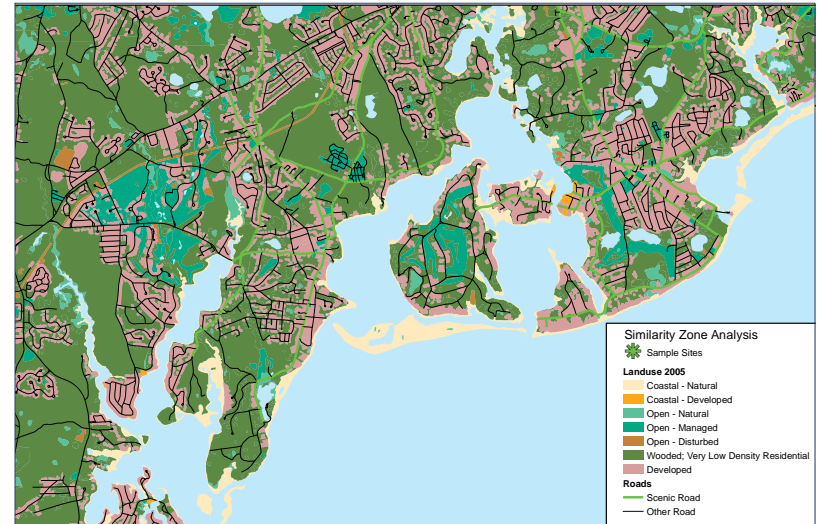 Similarity Zone Analysis
Sample Sites
Landuse 2005
Coastal - Natural
Coastal - Developed
Open - Natural
Open - Managed
Open - Disturbed
Wooded; Very Low Density Residential
Developed
Roads
Scenic Road
Other Road